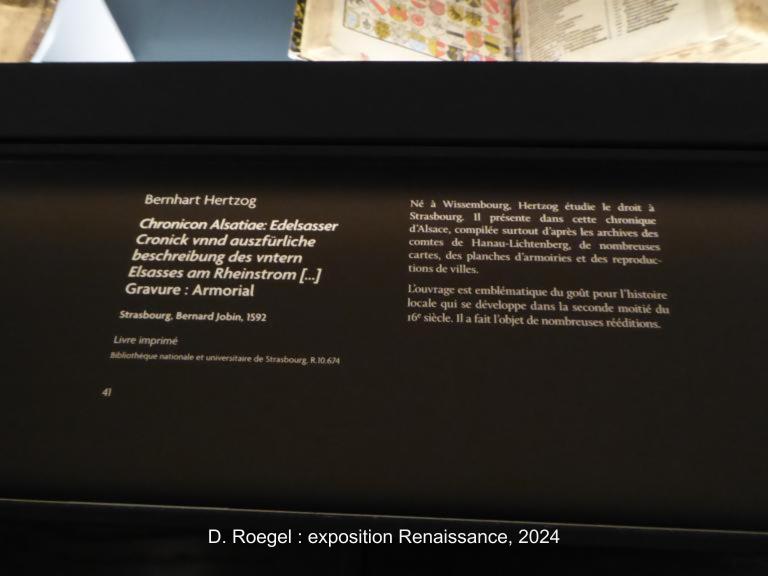 Bernhart Hertzog
Chronicon Alsatiae: Edelsasser
Cronick vnnd auszfürliche
beschreibung des vntern
Elsasses am Rheinstrom [...]
Gravure : Armorial
Strasbourg, Bernard Jobin, 1592
Livre imprimé
Bibliothèque nationale et universitaire de Strasbourg, R.10.674
41
Né à Wissembourg, Hertzog étudie le droit à
Strasbourg. Il présente dans cette chronique
d'Alsace, compilée surtout d'après les archives des
comtes de Hanau-Lichtenberg, de nombreuses
cartes, des planches d'armoiries et des reproduc-
tions de villes.
L'ouvrage est emblématique du goût pour l'histoire
locale qui se développe dans la seconde moitié du
16e siècle. Il a fait l'objet de nombreuses rééditions.
D. Roegel : exposition Renaissance, 2024